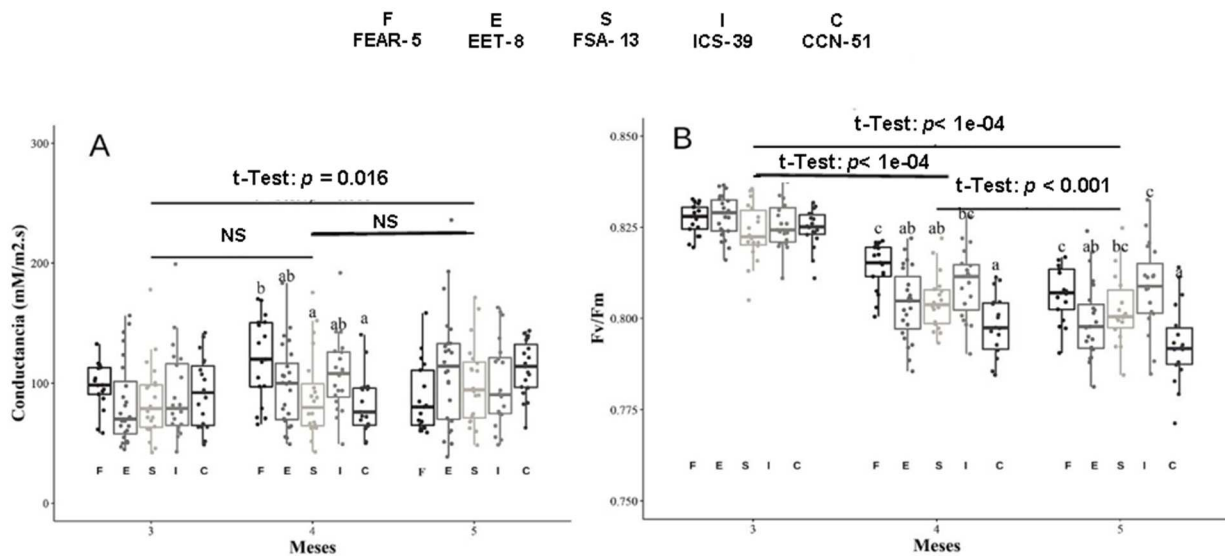 F E S I C
FEAR-5 EET-8 FSA-13 ICS-39 CCN-51
A
Conductancia (mM/m2.s)
300
200
100
0
t-Test: p = 0.016
NS NS
b ab a ab a
F E S I C F E S I C F E S I C
3 4 5
Meses
B
Fv/Fm
0.850
0.825
0.800
0.775
0.750
t-Test: p< 1e-04
t-Test: p< 1e-04
t-Test: p < 0.001
c ab ab bc a c ab bc c a
F E S I C F E S I C F E S I C
3 4 5
Meses